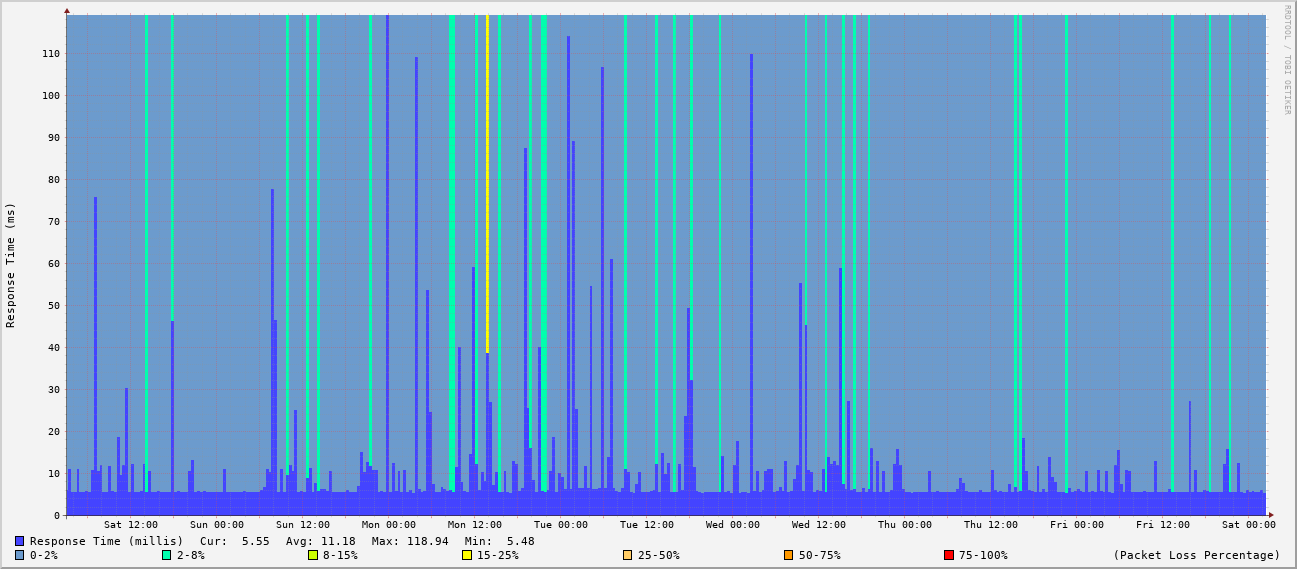 RRDTOOL / TOBI OETIKER
Response Time (ms)
110
100
90
80
70
60
50
40
30
20
10
0
Sat 12:00 Sun 00:00 Sun 12:00 Mon 00:00 Mon 12:00 Tue 00:00 Tue 12:00 Wed 00:00 Wed 12:00 Thu 00:00 Thu 12:00 Fri 00:00 Fri 12:00 Sat 00:00
Response Time (millis) Cur: 5.55 Avg: 11.18 Max: 118.94 Min: 5.48
0-2% 2-8% 8-15% 15-25% 25-50% 50-75% 75-100% (Packet Loss Percentage)